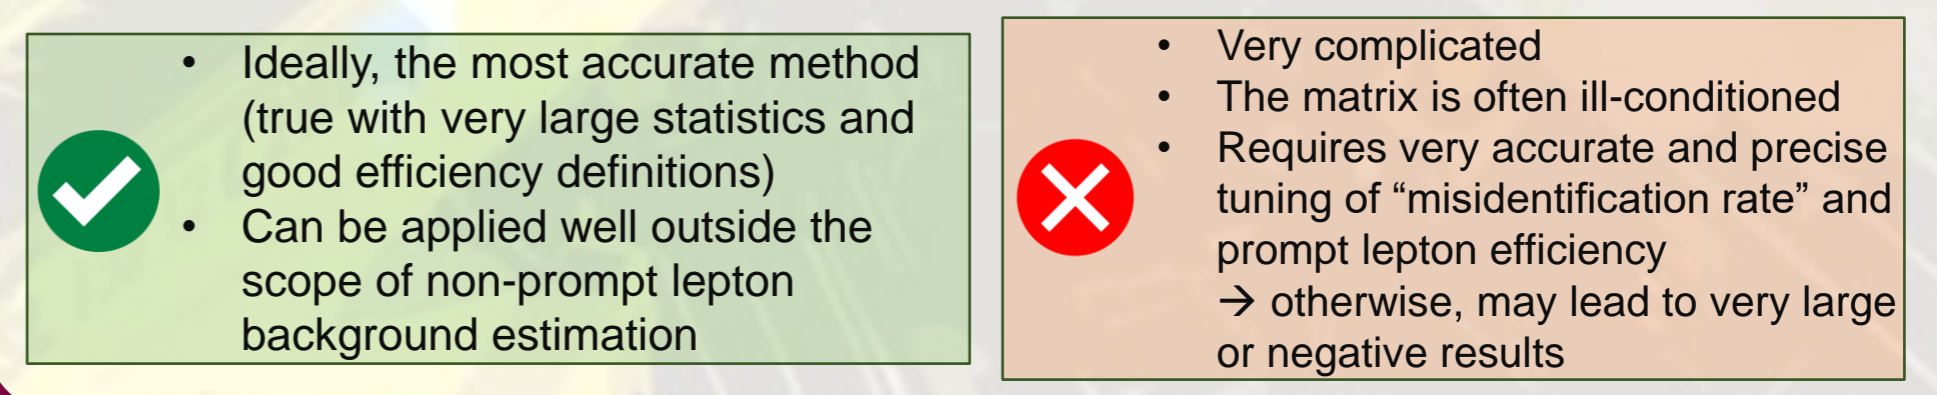 • Ideally, the most accurate method
(true with very large statistics and
good efficiency definitions)
• Can be applied well outside the
scope of non-prompt lepton
background estimation
• Very complicated
• The matrix is often ill-conditioned
• Requires very accurate and precise
tuning of “misidentification rate” and
prompt lepton efficiency
→ otherwise, may lead to very large
or negative results